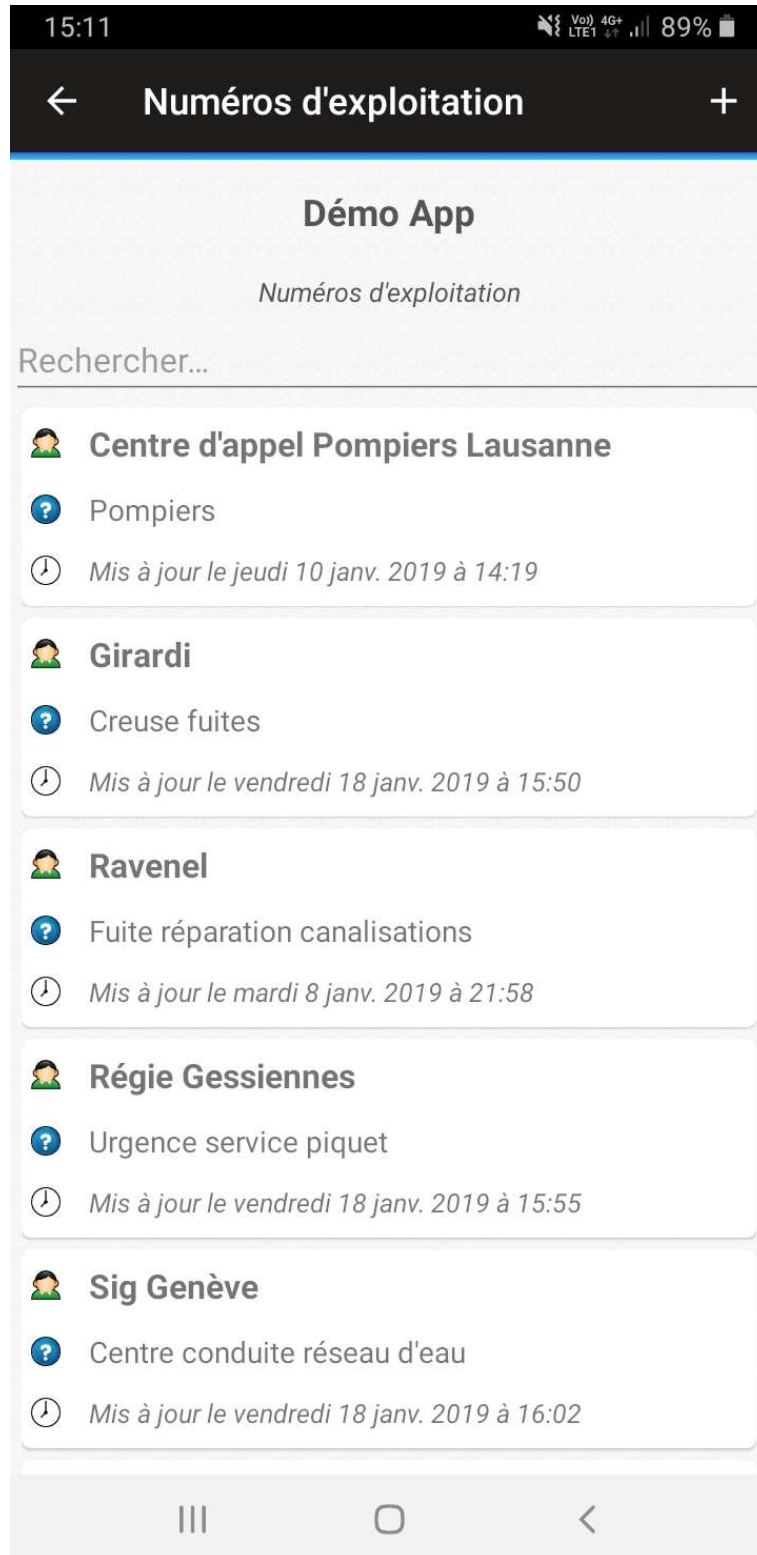 15:11
Vo)) 4G+ 89%
LTE1
Numéros d'exploitation
Démo App
Numéros d'exploitation
Rechercher...
Centre d'appel Pompiers Lausanne
Pompiers
Mis à jour le jeudi 10 janv. 2019 à 14:19
Girardi
Creuse fuites
Mis à jour le vendredi 18 janv. 2019 à 15:50
Ravenel
Fuite réparation canalisations
Mis à jour le mardi 8 janv. 2019 à 21:58
Régie Gessiennes
Urgence service piquet
Mis à jour le vendredi 18 janv. 2019 à 15:55
Sig Genève
Centre conduite réseau d'eau
Mis à jour le vendredi 18 janv. 2019 à 16:02